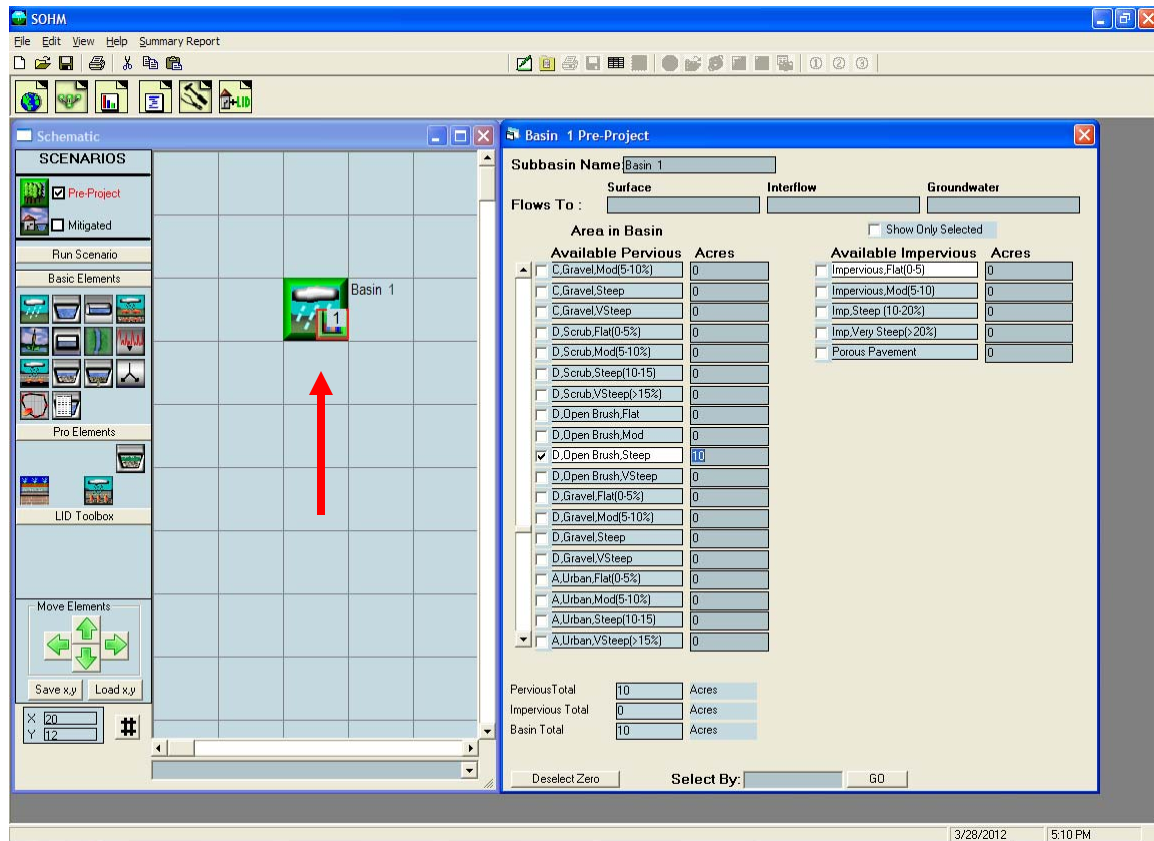 SOHM
File Edit View Help Summary Report
① ② ③
+LID
Schematic
SCENARIOS
Pre-Project
Mitigated
Run Scenario
Basic Elements
Pro Elements
LID Toolbox
Move Elements
Save x,y Load x,y
X 20
Y 12
#
Basin 1
1
Basin 1 Pre-Project
Subbasin Name: Basin 1
Surface Interflow Groundwater
Flows To :
Area in Basin Show Only Selected
Available Pervious Acres Available Impervious Acres
C,Gravel,Mod(5-10%) 0 Impervious,Flat(0-5) 0
C,Gravel,Steep 0 Impervious,Mod(5-10) 0
C,Gravel,VSteep 0 Imp,Steep (10-20%) 0
D,Scrub,Flat(0-5%) 0 Imp,Very Steep(>20%) 0
D,Scrub,Mod(5-10%) 0 Porous Pavement 0
D,Scrub,Steep(10-15) 0
D,Scrub,VSteep(>15%) 0
D,Open Brush,Flat 0
D,Open Brush,Mod 0
D,Open Brush,Steep 10
D,Open Brush,VSteep 0
D,Gravel,Flat(0-5%) 0
D,Gravel,Mod(5-10%) 0
D,Gravel,Steep 0
D,Gravel,VSteep 0
A,Urban,Flat(0-5%) 0
A,Urban,Mod(5-10%) 0
A,Urban,Steep(10-15) 0
A,Urban,VSteep(>15%) 0
PerviousTotal 10 Acres
Impervious Total 0 Acres
Basin Total 10 Acres
Deselect Zero Select By: GO
3/28/2012 5:10 PM